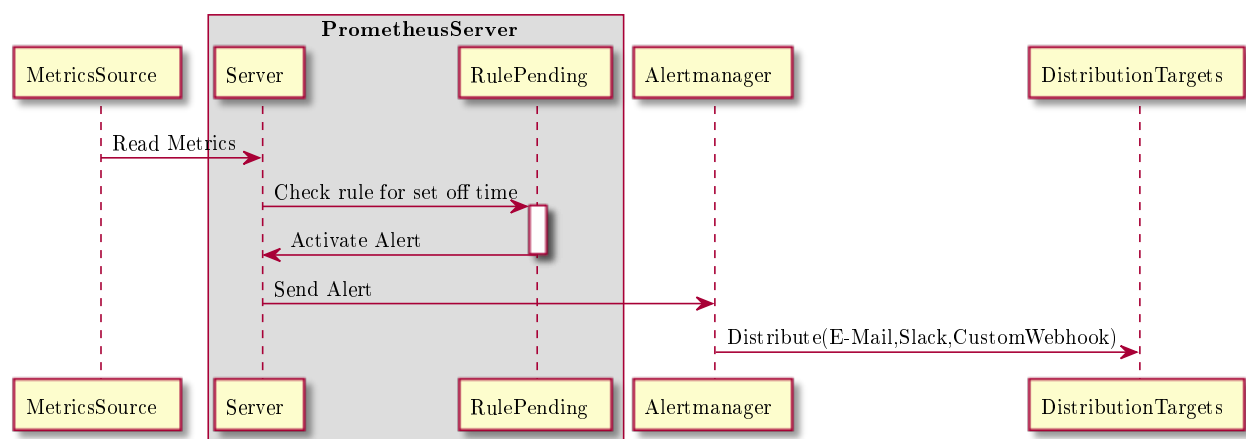 PrometheusServer
MetricsSource
Server
RulePending
Alertmanager
DistributionTargets
Read Metrics
Check rule for set off time
Activate Alert
Send Alert
Distribute(E-Mail,Slack,CustomWebhook)
MetricsSource
Server
RulePending
Alertmanager
DistributionTargets